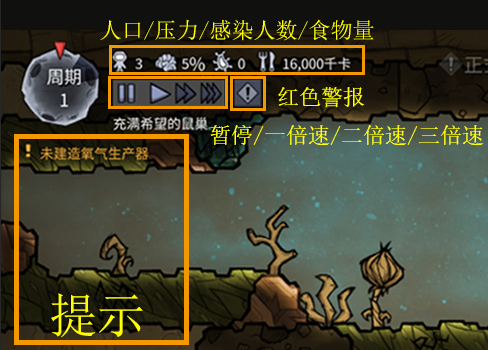 人口/压力/感染人数/食物量
3 5% 0 16,000千卡
周期
1
红色警报
充满希望的鼠巢
暂停/一倍速/二倍速/三倍速
! 未建造氧气生产器
提示